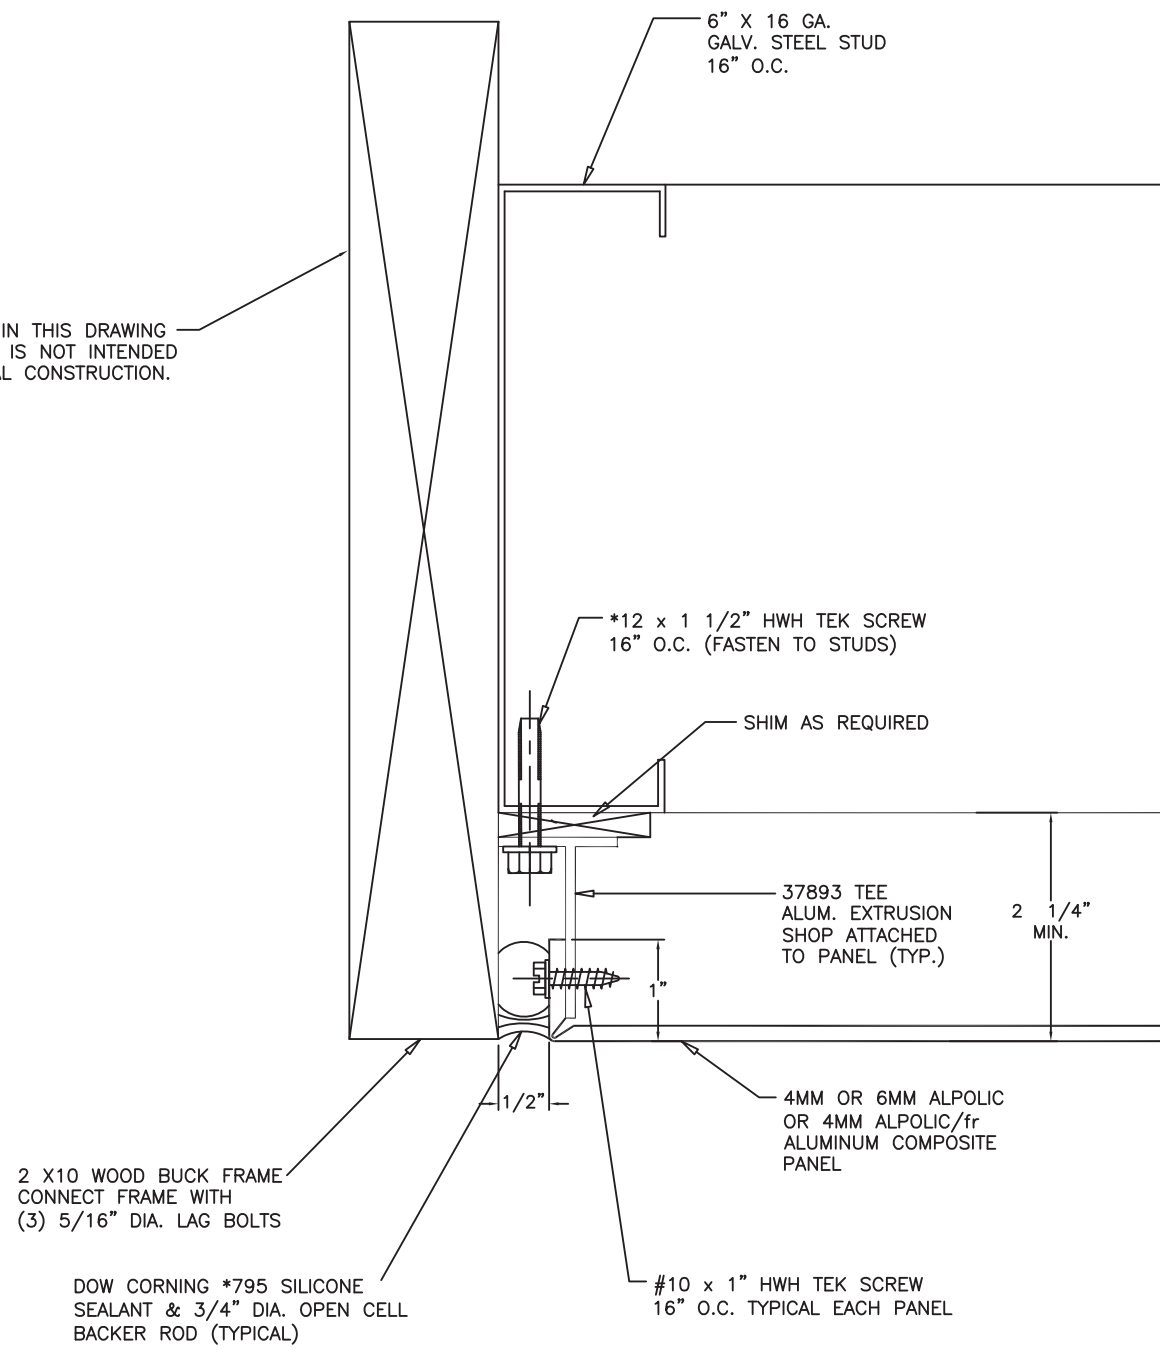 6” X 16 GA.
GALV. STEEL STUD
16” O.C.
IN THIS DRAWING
IS NOT INTENDED
CONSTRUCTION.
*12 x 1 1/2” HWH TEK SCREW
16” O.C. (FASTEN TO STUDS)
SHIM AS REQUIRED
37893 TEE
ALUM. EXTRUSION
SHOP ATTACHED
TO PANEL (TYP.)
2 1/4”
MIN.
1”
1/2”
4MM OR 6MM ALPOLIC
OR 4MM ALPOLIC/fr
ALUMINUM COMPOSITE
PANEL
2 X10 WOOD BUCK FRAME
CONNECT FRAME WITH
(3) 5/16” DIA. LAG BOLTS
DOW CORNING *795 SILICONE
SEALANT & 3/4” DIA. OPEN CELL
BACKER ROD (TYPICAL)
#10 x 1” HWH TEK SCREW
16” O.C. TYPICAL EACH PANEL